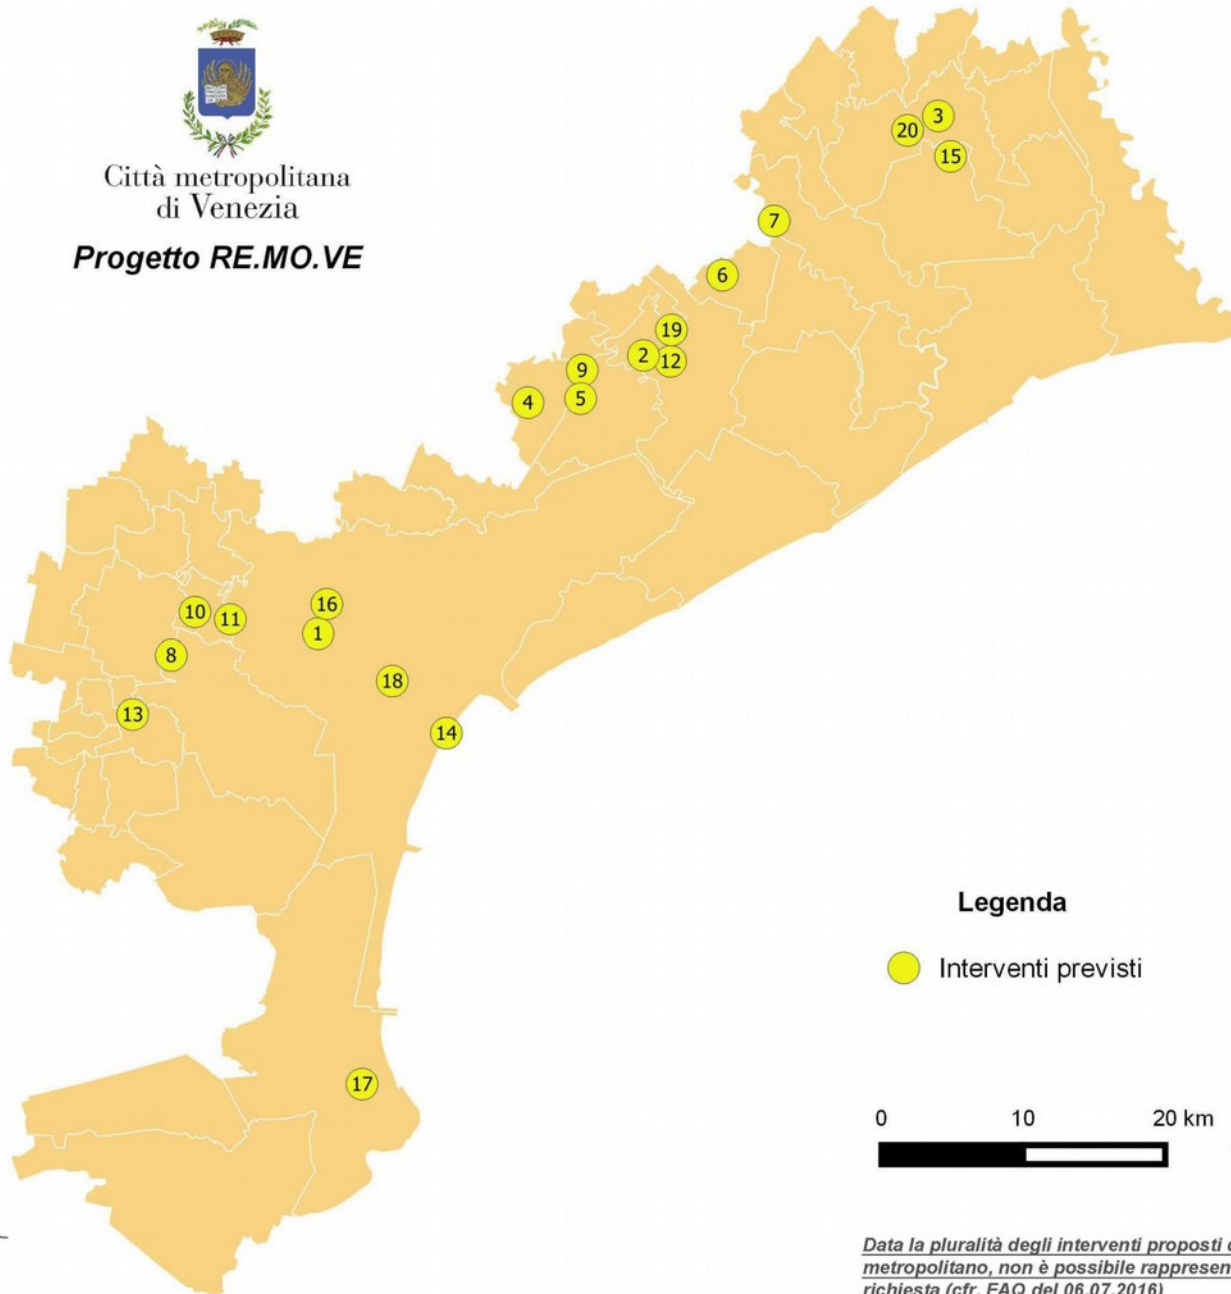 Città metropolitana
di Venezia
Progetto RE.MO.VE
3
20
15
7
6
19
2
12
9
5
4
16
10
11
1
8
18
13
14
17
Legenda
Interventi previsti
0 10 20 km
Data la pluralità degli interventi proposti
metropolitano, non è possibile
richiesta (cfr. FAQ del 06.07.2016)